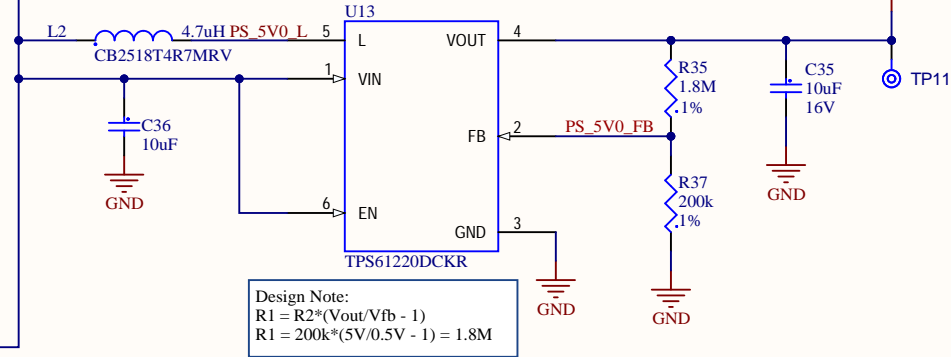 U13
L2
4.7uH
PS_5V0_L
5
L
VOUT
4
CB2518T4R7MRV
1
VIN
R35
1.8M
.1%
C35
10uF
16V
TP11
C36
10uF
FB
2
PS_5V0_FB
GND
GND
R37
200k
.1%
6
EN
GND
3
TPS61220DCKR
GND
GND
Design Note:
R1 = R2*(Vout/Vfb - 1)
R1 = 200k*(5V/0.5V - 1) = 1.8M